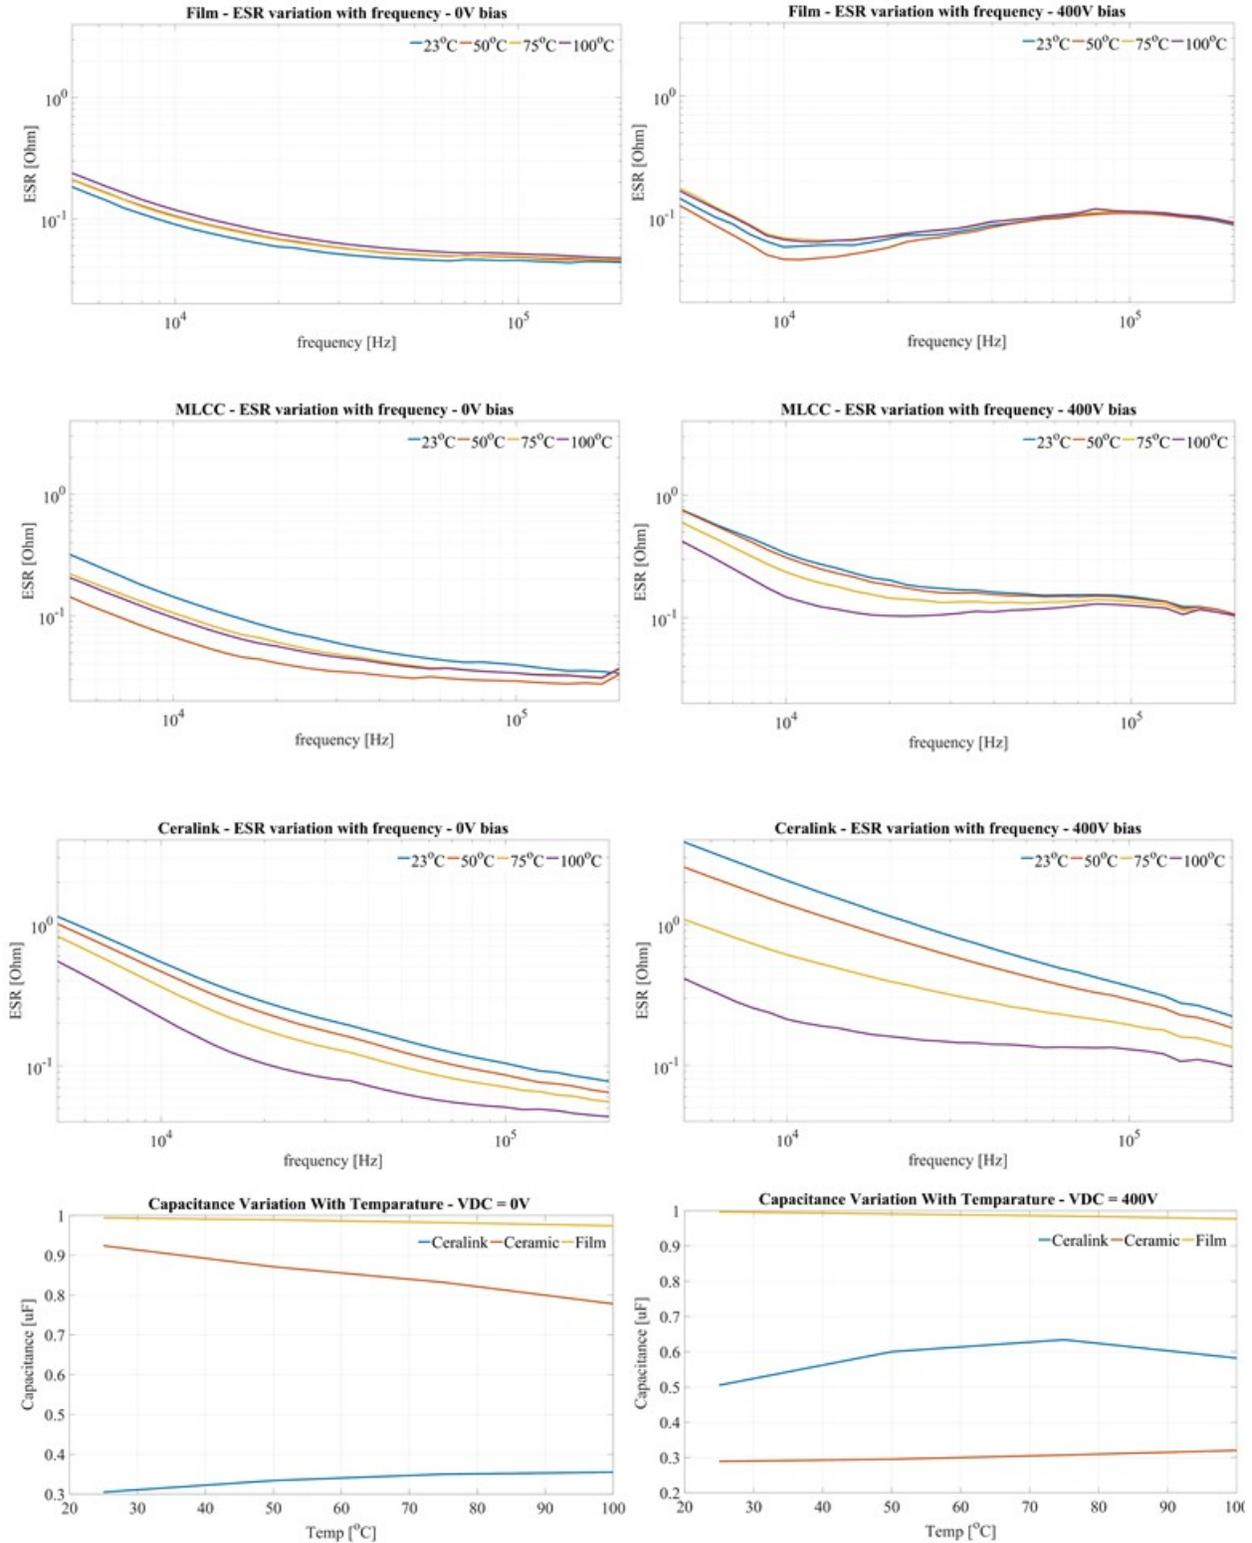 Film - ESR variation with frequency - 0V bias
23°C 50°C 75°C 100°C
ESR [Ohm]
10^0
10^-1
10^4 10^5
frequency [Hz]
Film - ESR variation with frequency - 400V bias
23°C 50°C 75°C 100°C
ESR [Ohm]
10^0
10^-1
10^4 10^5
frequency [Hz]
MLCC - ESR variation with frequency - 0V bias
23°C 50°C 75°C 100°C
ESR [Ohm]
10^0
10^-1
10^4 10^5
frequency [Hz]
MLCC - ESR variation with frequency - 400V bias
23°C 50°C 75°C 100°C
ESR [Ohm]
10^0
10^-1
10^4 10^5
frequency [Hz]
Ceralink - ESR variation with frequency - 0V bias
23°C 50°C 75°C 100°C
ESR [Ohm]
10^0
10^-1
10^4 10^5
frequency [Hz]
Ceralink - ESR variation with frequency - 400V bias
23°C 50°C 75°C 100°C
ESR [Ohm]
10^0
10^-1
10^4 10^5
frequency [Hz]
Capacitance Variation With Temparature - VDC = 0V
Ceralink Ceramic Film
Capacitance [uF]
1
0.9
0.8
0.7
0.6
0.5
0.4
0.3
20 30 40 50 60 70 80 90 100
Temp [°C]
Capacitance Variation With Temparature - VDC = 400V
Ceralink Ceramic Film
Capacitance [uF]
1
0.9
0.8
0.7
0.6
0.5
0.4
0.3
0.2
20 30 40 50 60 70 80 90 100
Temp [°C]